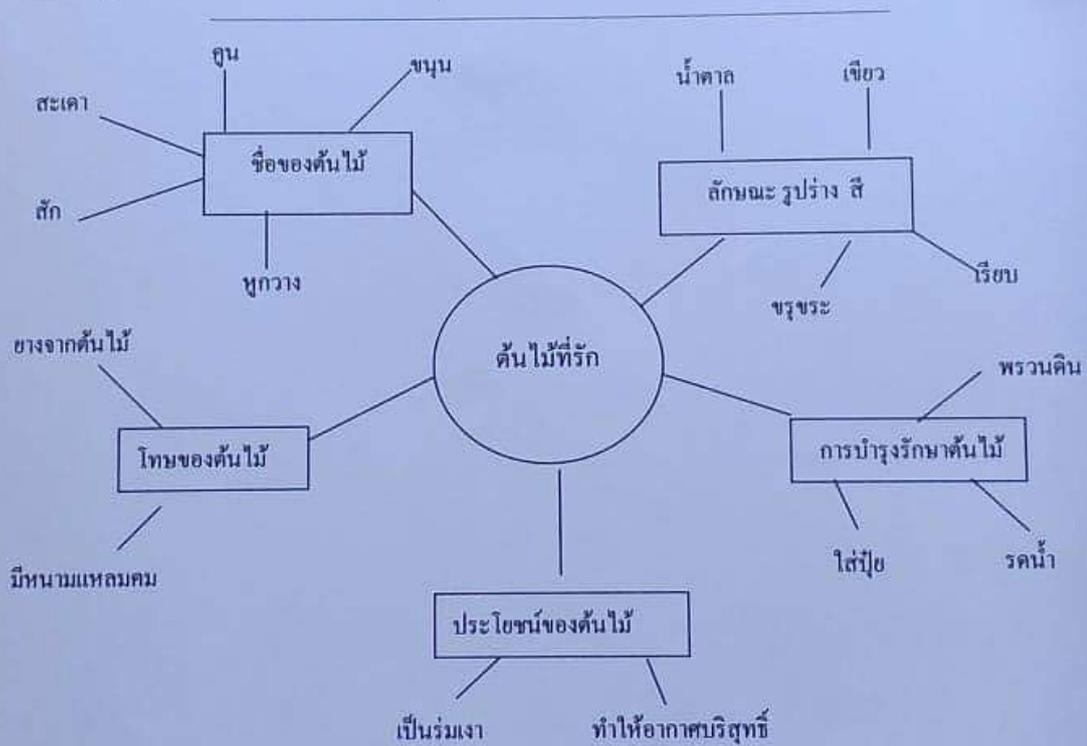 คูน
ขนุน
สะเดา
ชื่อของต้นไม้
สัก
หูกวาง
น้ำตาล
เขียว
ลักษณะ รูปร่าง สี
ขรุขระ
เรียบ
ต้นไม้ที่รัก
ยางจากต้นไม้
โทษของต้นไม้
มีหนามแหลมคม
พรวนดิน
การบำรุงรักษาต้นไม้
ใส่ปุ๋ย
รดน้ำ
ประโยชน์ของต้นไม้
เป็นร่มเงา
ทำให้อากาศบริสุทธิ์